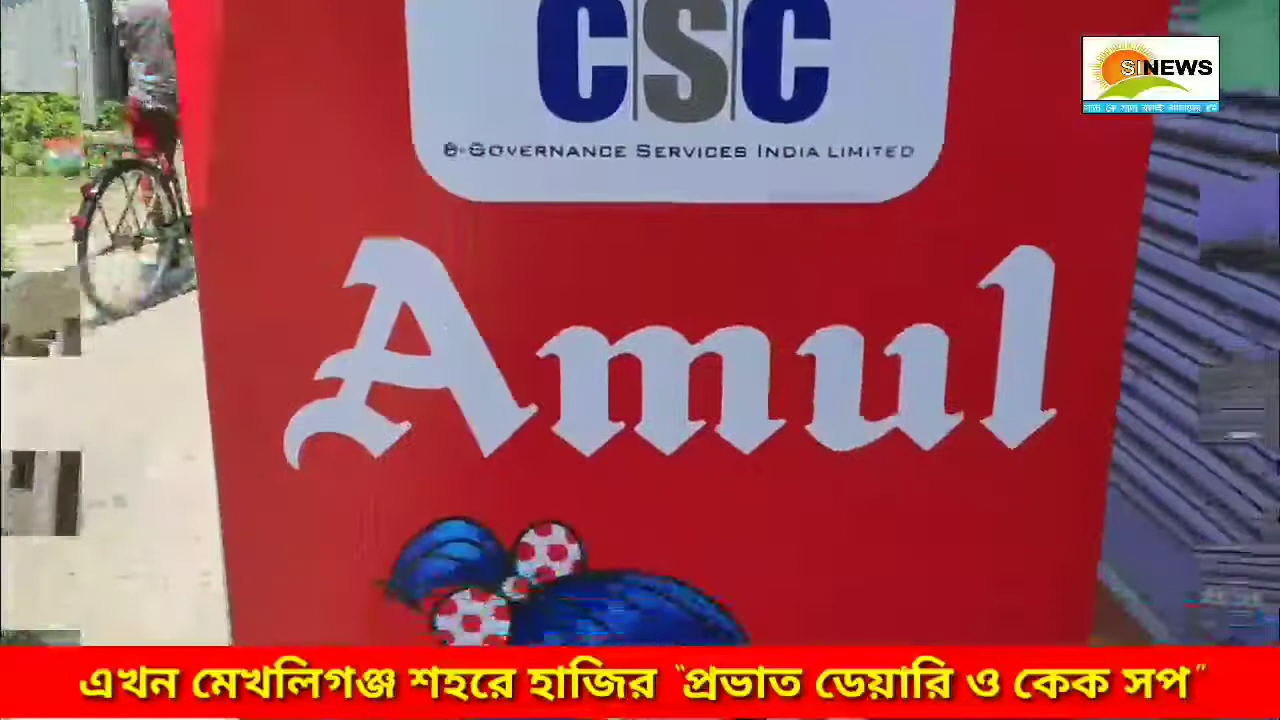 CSC
e-Governance Services India Limited
SI NEWS
Amul
এখন মেখলিগঞ্জ শহরে হাজির "প্রভাত ডেয়ারি ও কেক সপ"